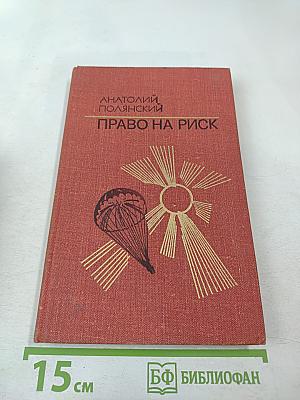 АНАТОЛИЙ
ПОЛЯНСКИЙ
ПРАВО НА РИСК
15 см
БФ БИБЛИОФАН